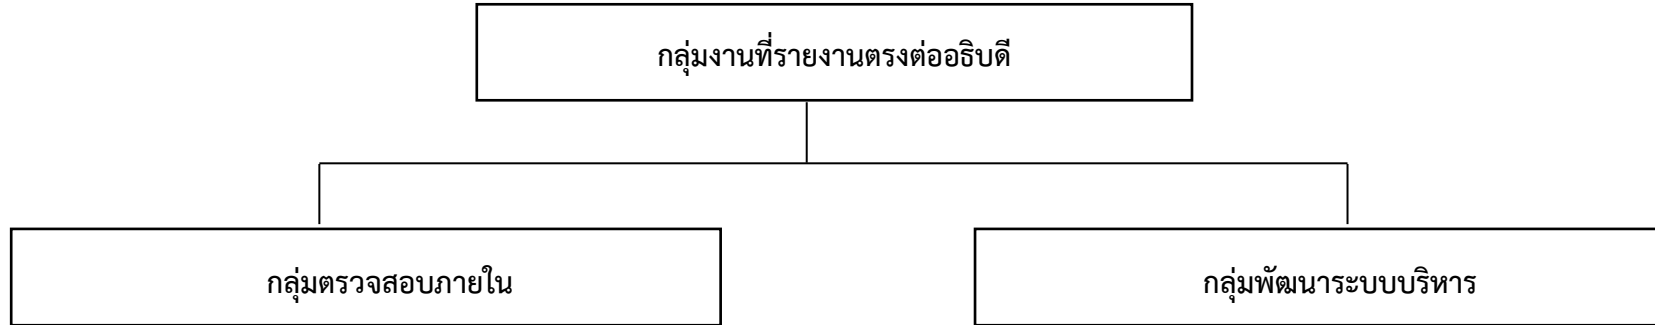 กลุ่มงานที่รายงานตรงต่ออธิบดี
กลุ่มตรวจสอบภายใน
กลุ่มพัฒนาระบบบริหาร